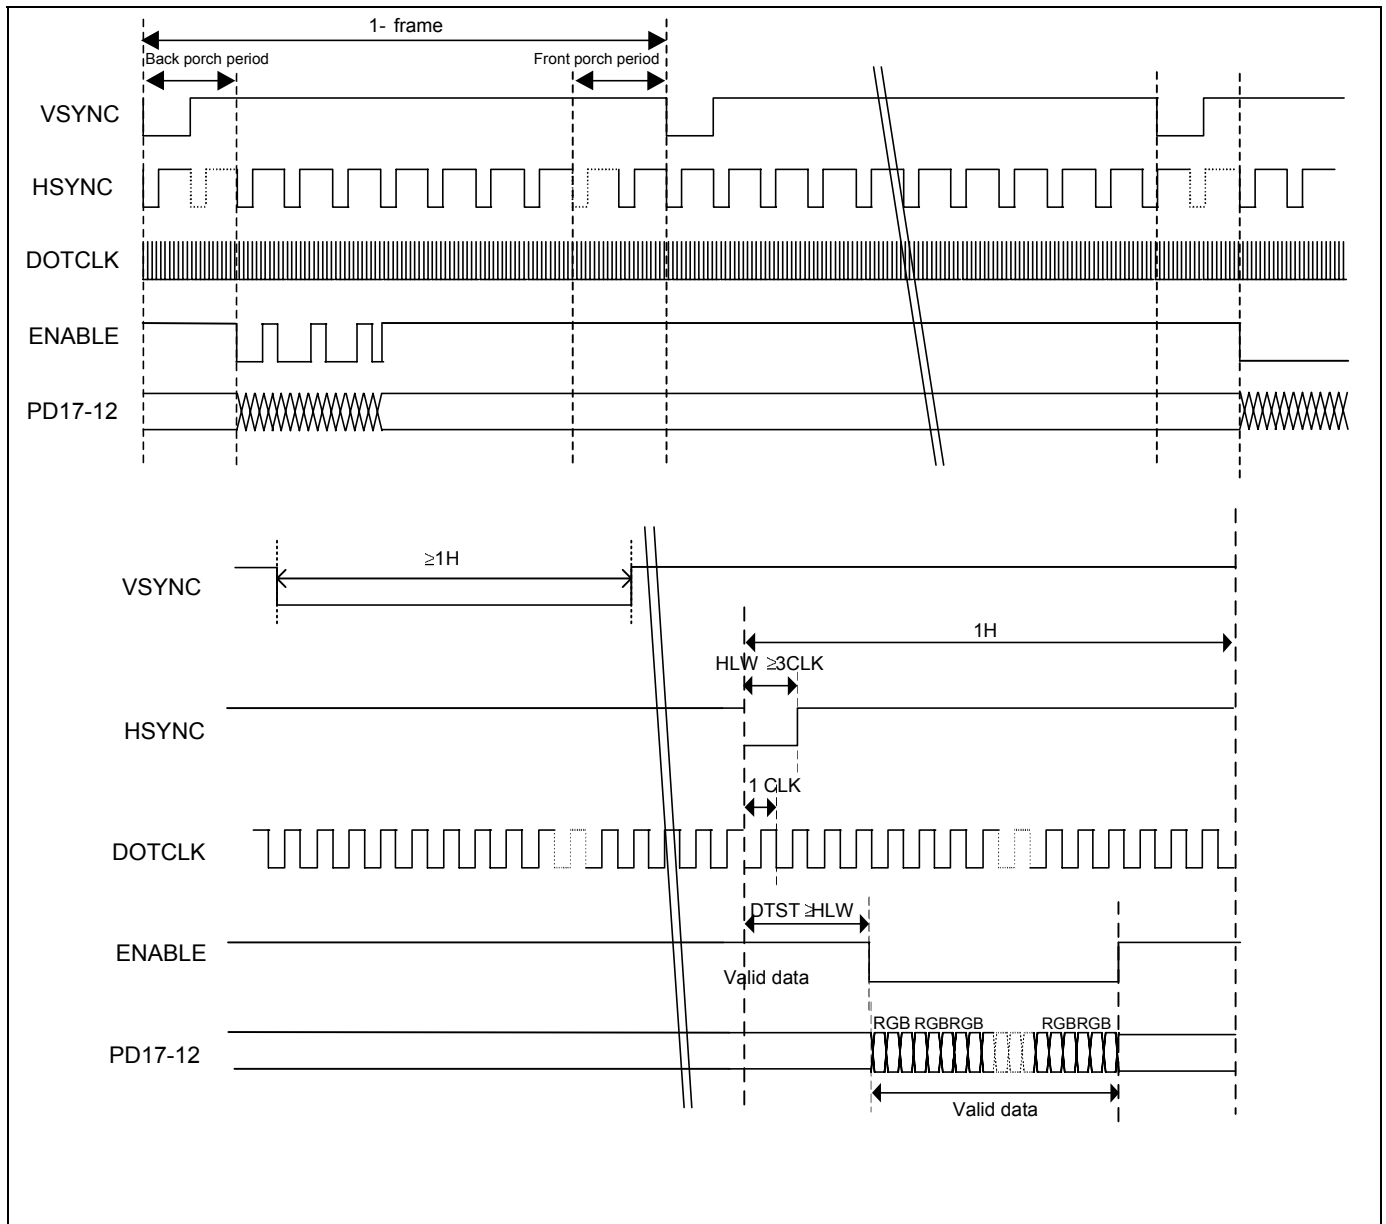 1- frame
Back porch period
Front porch period
VSYNC
HSYNC
DOTCLK
ENABLE
PD17-12
≥1H
VSYNC
1H
HLW ≥3CLK
HSYNC
1 CLK
DOTCLK
DTST ≥HLW
ENABLE
Valid data
RGB RGBRGB RGBRGB
PD17-12
Valid data